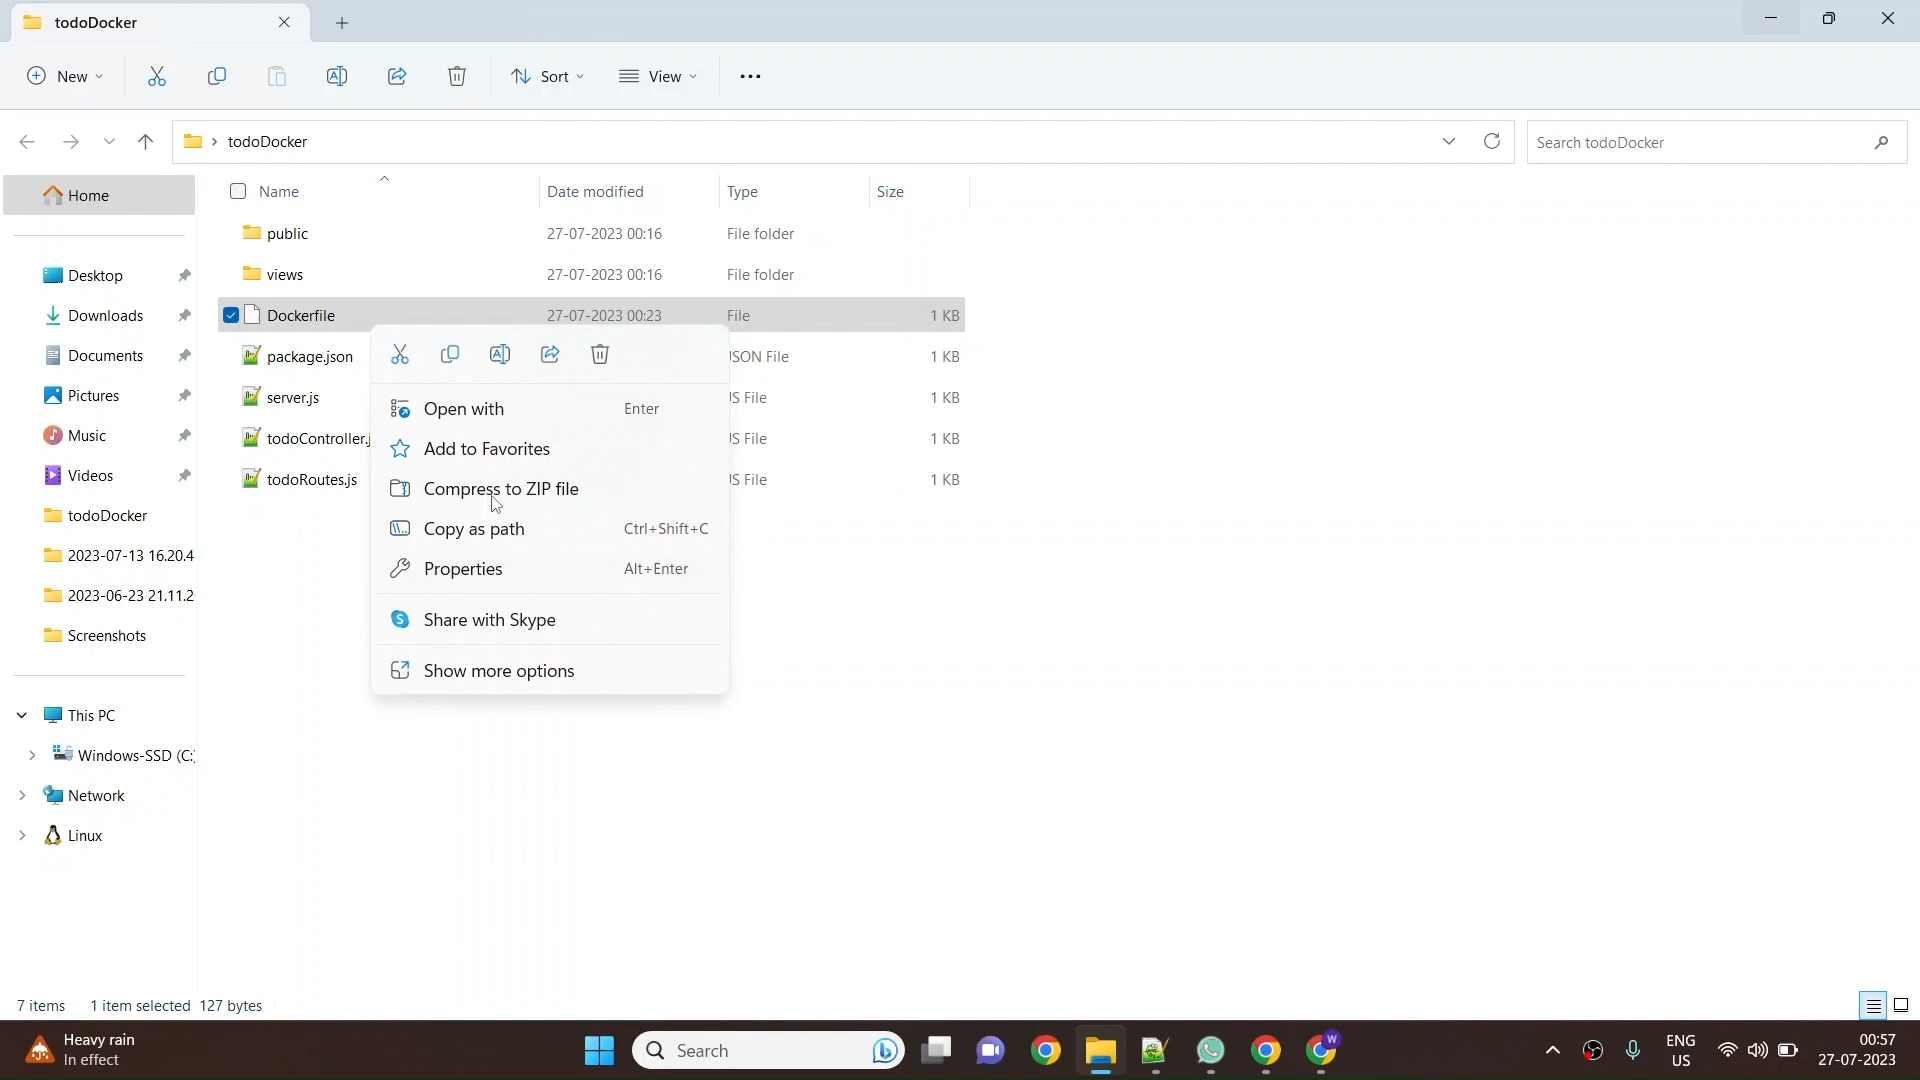 todoDocker
New
Sort
View
todoDocker
Search todoDocker
Home
Desktop
Downloads
Documents
Pictures
Music
Videos
todoDocker
2023-07-13 16.20.4
2023-06-23 21.11.2
Screenshots
This PC
Windows-SSD (C:)
Network
Linux
Name Date modified Type Size
public 27-07-2023 00:16 File folder
views 27-07-2023 00:16 File folder
Dockerfile 27-07-2023 00:23 File 1 KB
package.json JSON File 1 KB
server.js JS File 1 KB
todoController.j JS File 1 KB
todoRoutes.js JS File 1 KB
Open with Enter
Add to Favorites
Compress to ZIP file
Copy as path Ctrl+Shift+C
Properties Alt+Enter
Share with Skype
Show more options
7 items 1 item selected 127 bytes
Heavy rain
In effect
Search
W
ENG
US
00:57
27-07-2023